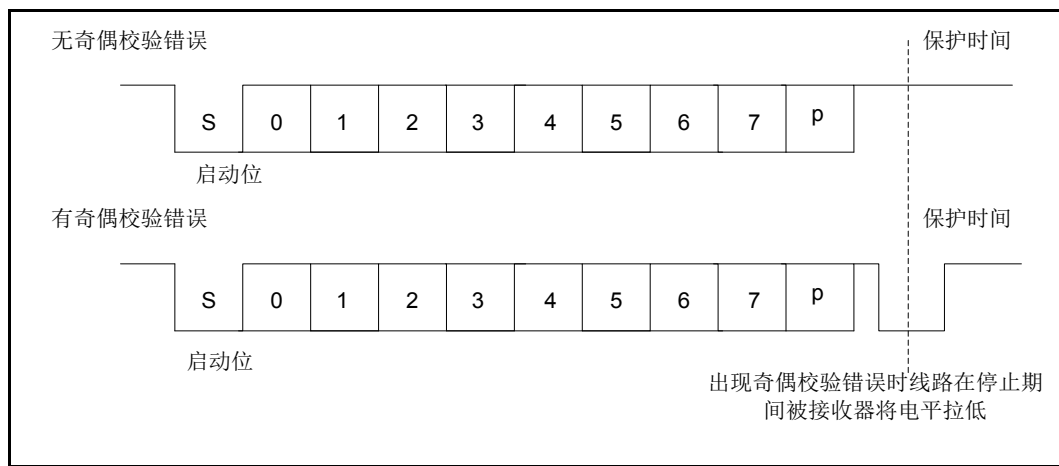 无奇偶校验错误
保护时间
S 0 1 2 3 4 5 6 7 p
启动位
有奇偶校验错误
保护时间
S 0 1 2 3 4 5 6 7 p
启动位
出现奇偶校验错误时线路在停止期
间被接收器将电平拉低